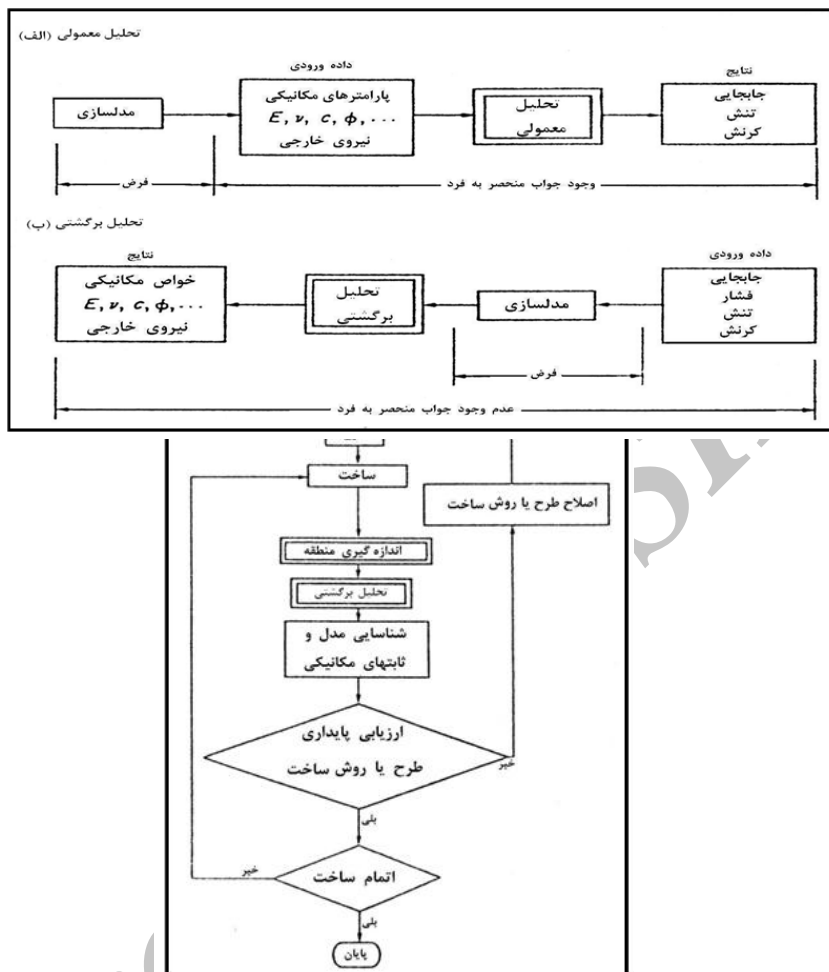 تحلیل معمولی (الف)
مدلسازی
داده ورودی
پارامترهای مکانیکی
E, ν, c, ϕ, ...
نیروی خارجی
تحلیل
معمولی
نتایج
جابجایی
تنش
کرنش
فرض
وجود جواب منحصر به فرد
تحلیل برگشتی (ب)
داده ورودی
جابجایی
فشار
تنش
کرنش
مدلسازی
تحلیل
برگشتی
نتایج
خواص مکانیکی
E, ν, c, ϕ, ...
نیروی خارجی
فرض
عدم وجود جواب منحصر به فرد
ساخت
اصلاح طرح یا روش ساخت
اندازه گیری منطقه
تحلیل برگشتی
شناسایی مدل و
ثابتهای مکانیکی
ارزیابی پایداری
طرح یا روش ساخت
خیر
بلی
اتمام ساخت
خیر
بلی
پایان